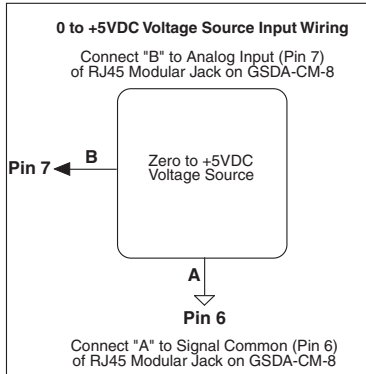 0 to +5VDC Voltage Source Input Wiring
Connect "B" to Analog Input (Pin 7)
of RJ45 Modular Jack on GSDA-CM-8
B
Pin 7
Zero to +5VDC
Voltage Source
A
Pin 6
Connect "A" to Signal Common (Pin 6)
of RJ45 Modular Jack on GSDA-CM-8